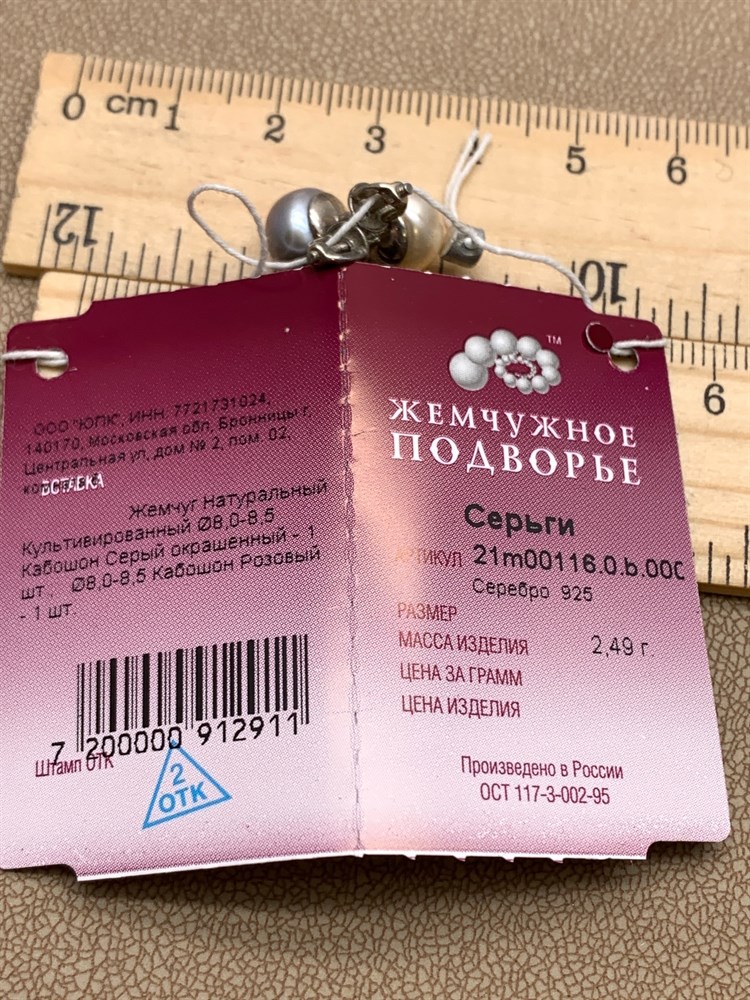 0 cm 1 2 3 5 6
12 10
6
ООО "ЮПК", ИНН. 7721731024,
140170, Московская обл, Бронницы г,
Центральная ул, дом № 2, пом. 02,
ВСТАВКА
Жемчуг Натуральный
Культивированный Ø8,0-8,5
Кабошон Серый окрашенный - 1
шт , Ø8,0-8,5 Кабошон Розовый
- 1 шт.
7 200000 912911
Штамп ОТК
2
ОТК
TM
ЖЕМЧУЖНОЕ
ПОДВОРЬЕ
Серьги
АРТИКУЛ 21m00116.0.b.00
Серебро 925
РАЗМЕР
МАССА ИЗДЕЛИЯ 2,49 г.
ЦЕНА ЗА ГРАММ
ЦЕНА ИЗДЕЛИЯ
Произведено в России
ОСТ 117-3-002-95